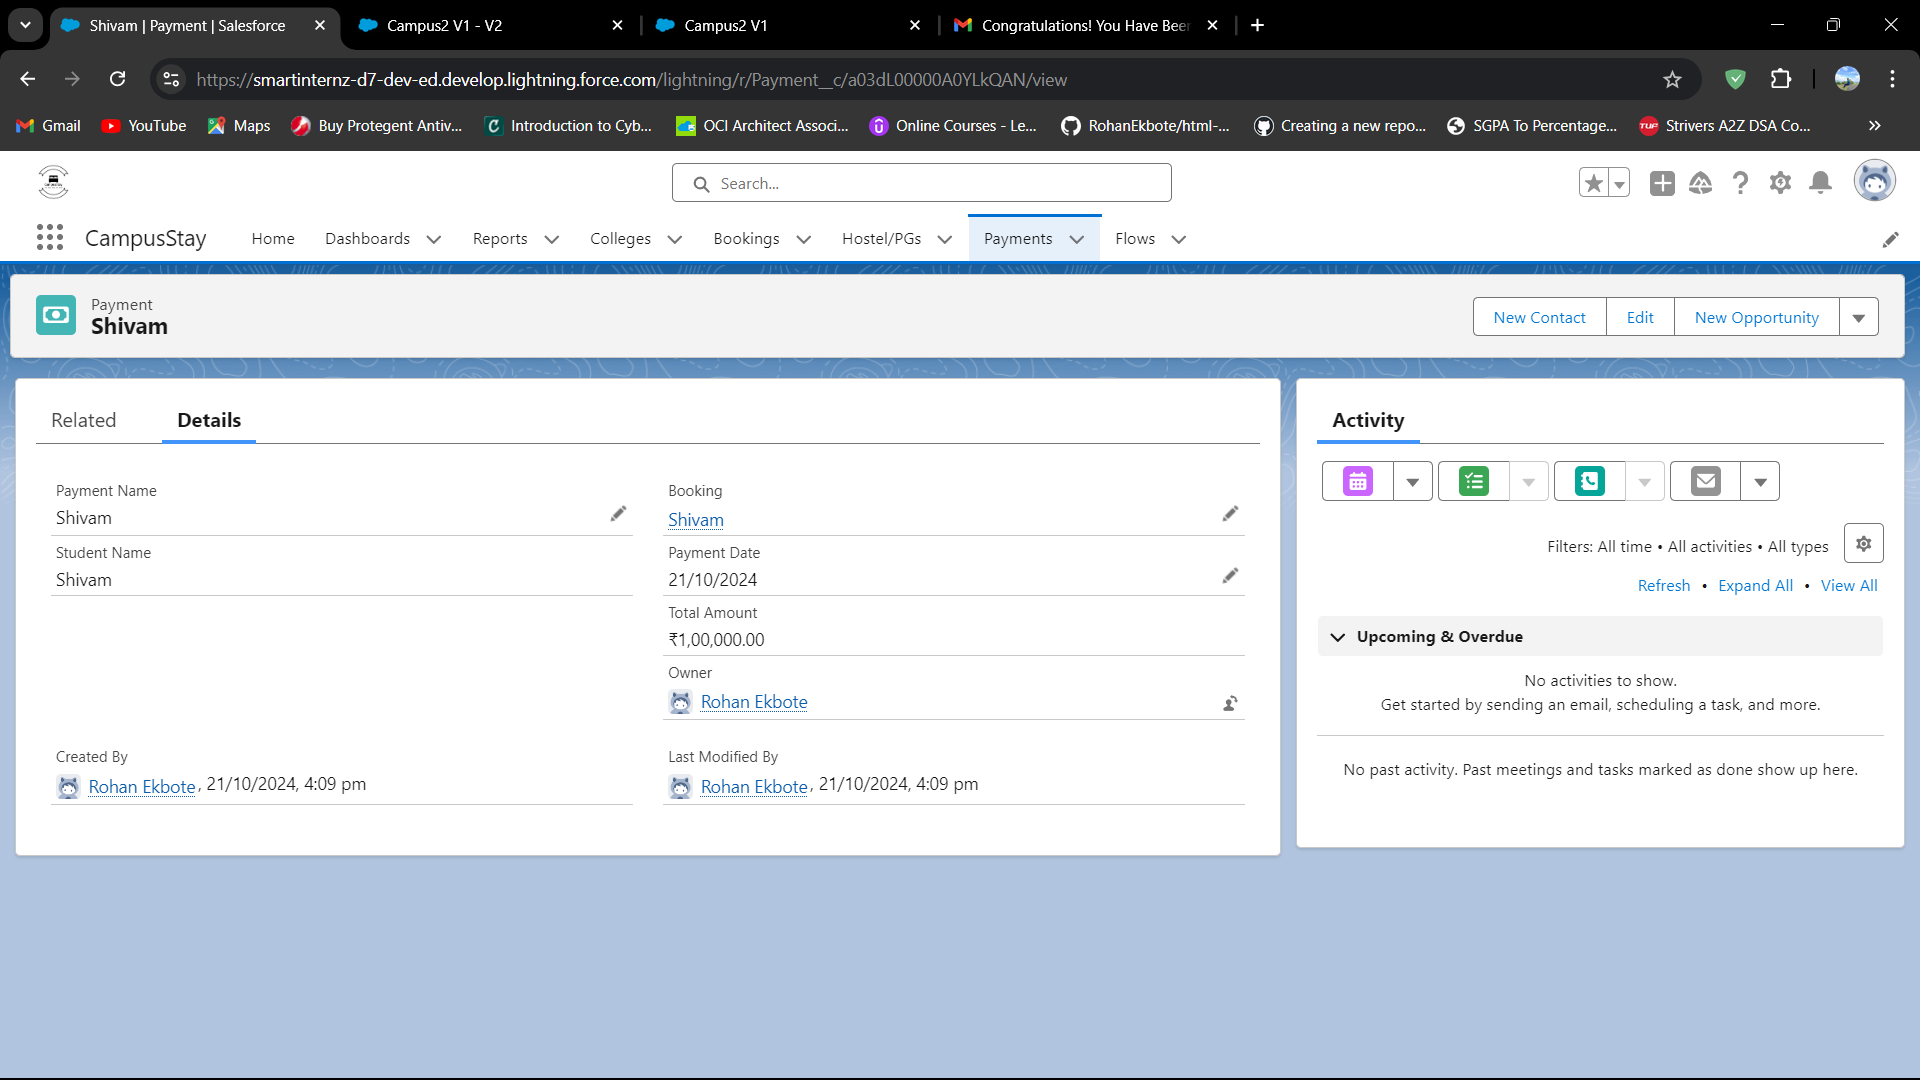 Shivam | Payment | Salesforce
Campus2 V1 - V2
Campus2 V1
Congratulations! You Have Beer
https://smartinternz-d7-dev-ed.develop.lightning.force.com/lightning/r/Payment__c/a03dL00000A0YLkQAN/view
Gmail
YouTube
Maps
Buy Protegent Antiv...
Introduction to Cyb...
OCI Architect Associ...
Online Courses - Le...
RohanEkbote/html-...
Creating a new repo...
SGPA To Percentage...
Strivers A2Z DSA Co...
Search...
CampusStay
Home
Dashboards
Reports
Colleges
Bookings
Hostel/PGs
Payments
Flows
Payment
Shivam
New Contact
Edit
New Opportunity
Related
Details
Payment Name
Shivam
Student Name
Shivam
Booking
Shivam
Payment Date
21/10/2024
Total Amount
₹1,00,000.00
Owner
Rohan Ekbote
Created By
Rohan Ekbote, 21/10/2024, 4:09 pm
Last Modified By
Rohan Ekbote, 21/10/2024, 4:09 pm
Activity
Filters: All time • All activities • All types
Refresh • Expand All • View All
Upcoming & Overdue
No activities to show.
Get started by sending an email, scheduling a task, and more.
No past activity. Past meetings and tasks marked as done show up here.